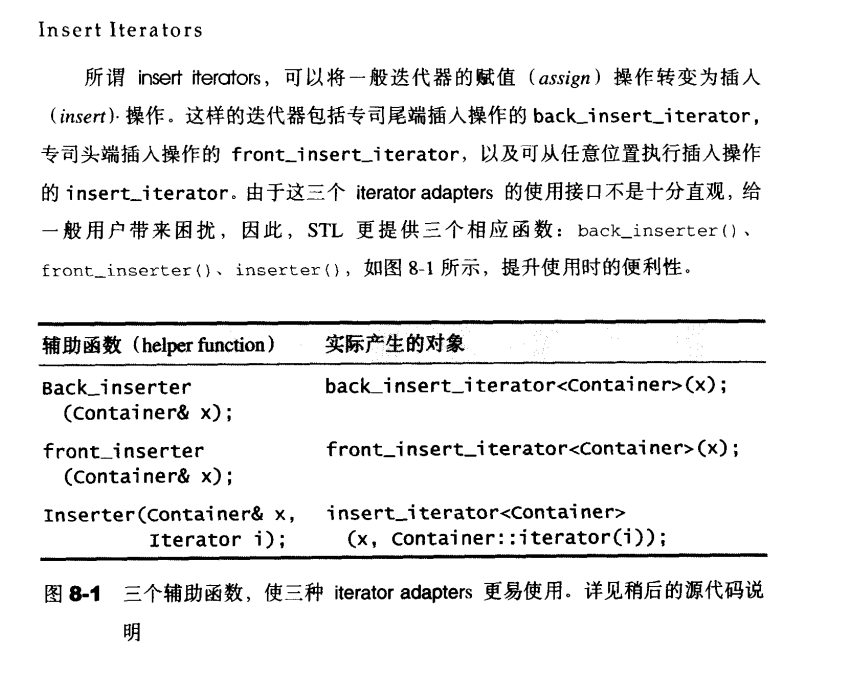 Insert Iterators
所谓 insert iterators，可以将一般迭代器的赋值（assign）操作转变为插入
（insert）操作。这样的迭代器包括专司尾端插入操作的 back_insert_iterator，
专司头端插入操作的 front_insert_iterator，以及可从任意位置执行插入操作
的 insert_iterator。由于这三个 iterator adapters 的使用接口不是十分直观，给
一般用户带来困扰，因此，STL 更提供三个相应函数：back_inserter()、
front_inserter()、inserter()，如图 8-1 所示，提升使用时的便利性。
辅助函数（helper function） 实际产生的对象
Back_inserter back_insert_iterator<Container>(x);
(Container& x);
front_inserter front_insert_iterator<Container>(x);
(Container& x);
Inserter(Container& x, insert_iterator<Container>
Iterator i); (x, Container::iterator(i));
图 8-1 三个辅助函数，使三种 iterator adapters 更易使用。详见稍后的源代码说
明